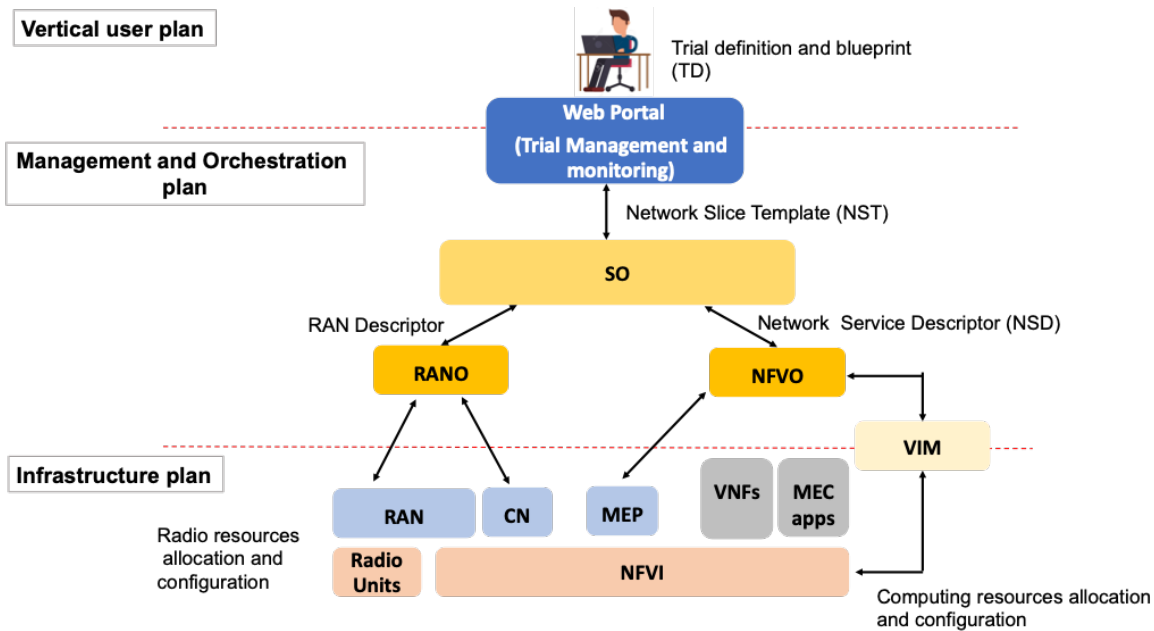 Vertical user plan
Trial definition and blueprint
(TD)
Web Portal
(Trial Management and
monitoring)
Management and Orchestration
plan
Network Slice Template (NST)
SO
RAN Descriptor
Network  Service Descriptor (NSD)
RANO
NFVO
VIM
Infrastructure plan
VNFs
MEC
apps
RAN
CN
MEP
Radio resources
allocation and
configuration
Radio
Units
NFVI
Computing resources allocation
and configuration